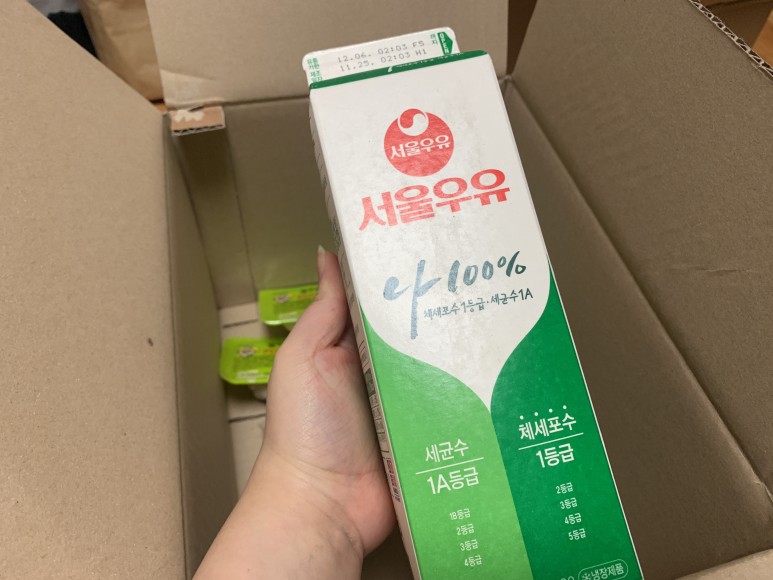 12.06. 02:03 F5
11.25. 02:03 H1
서울우유
서울우유
나100%
체세포수1등급·세균수1A
세균수
1A등급
1B등급
2등급
3등급
4등급
체세포수
1등급
2등급
3등급
4등급
5등급
냉장제품